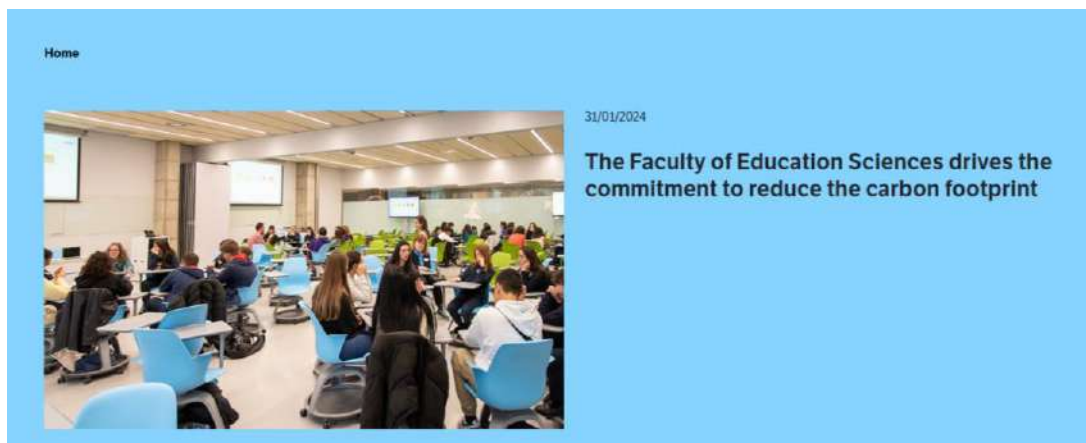 Home
31/01/2024
The Faculty of Education Sciences drives the
commitment to reduce the carbon footprint